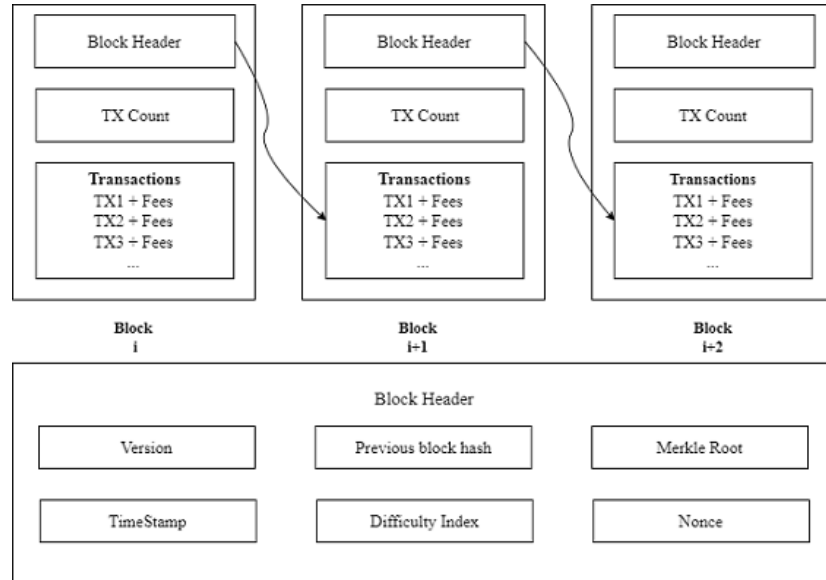 Block Header
TX Count
Transactions
TX1 + Fees
TX2 + Fees
TX3 + Fees
...
Block
i
Block Header
TX Count
Transactions
TX1 + Fees
TX2 + Fees
TX3 + Fees
...
Block
i+1
Block Header
TX Count
Transactions
TX1 + Fees
TX2 + Fees
TX3 + Fees
...
Block
i+2
Block Header
Version
Previous block hash
Merkle Root
TimeStamp
Difficulty Index
Nonce